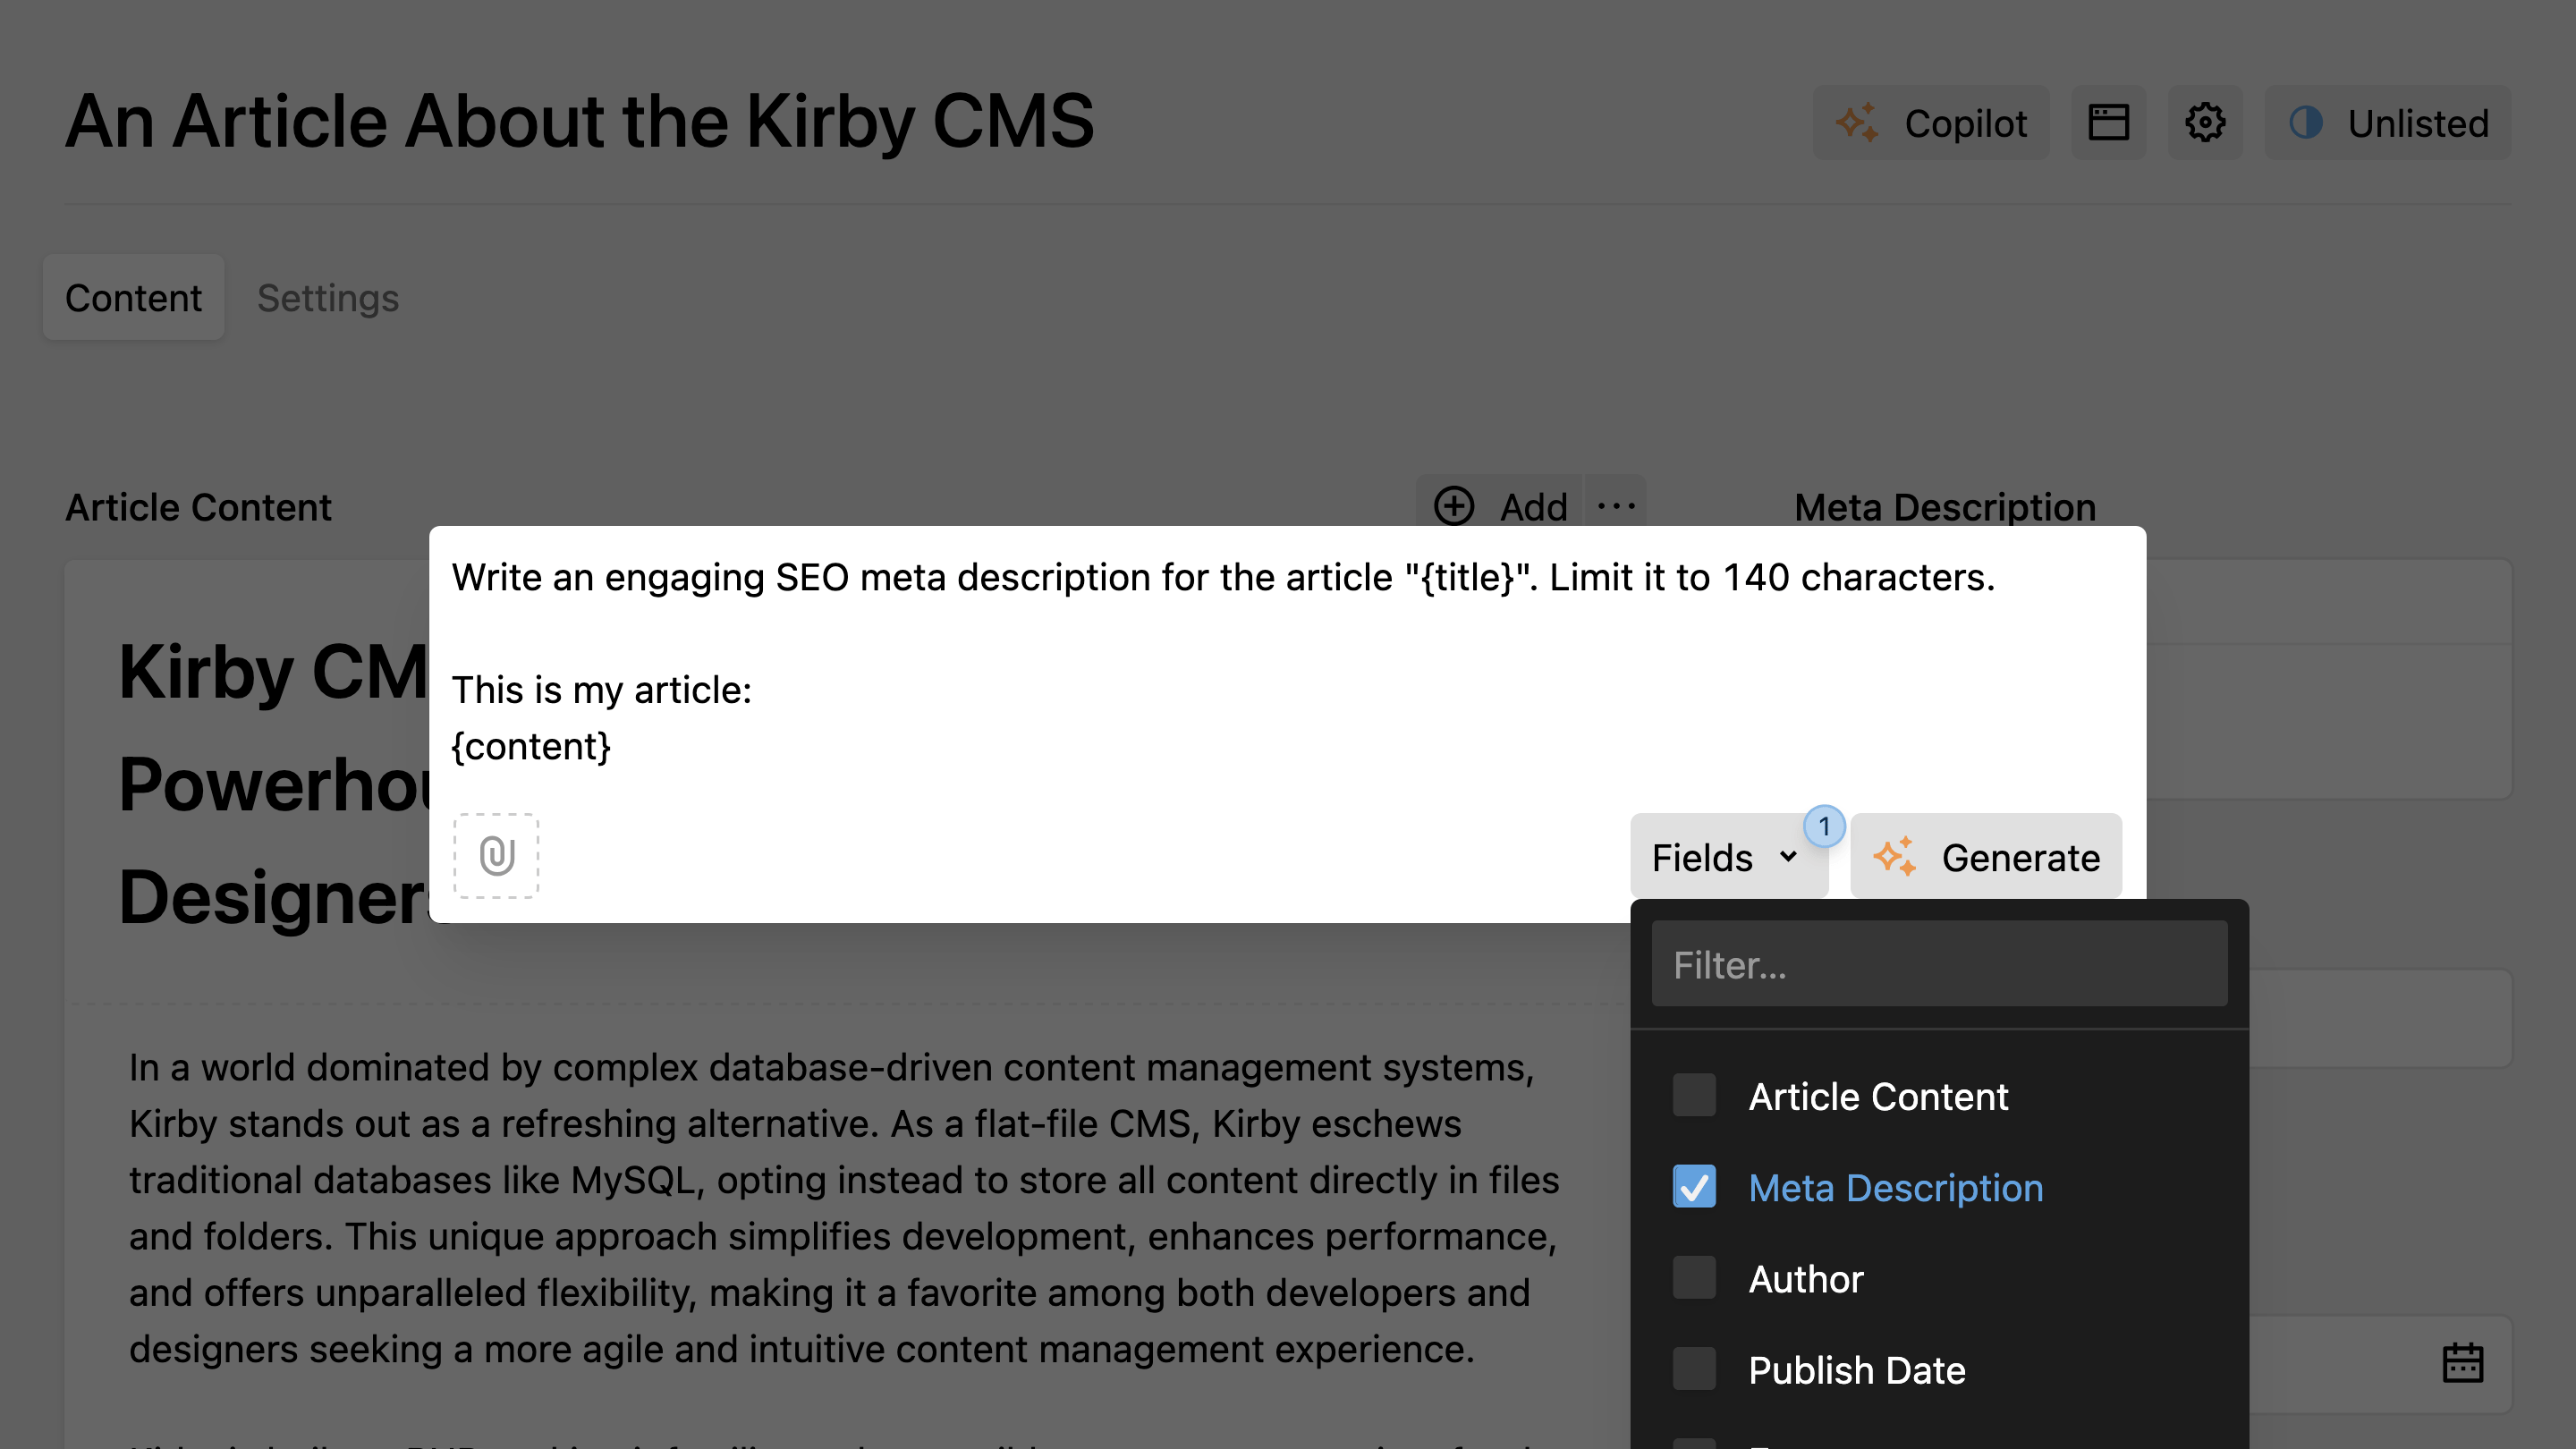 An Article About the Kirby CMS
Copilot
Unlisted
Content
Settings
Article Content
Add
Meta Description
Write an engaging SEO meta description for the article "{title}". Limit it to 140 characters.
This is my article:
{content}
Fields
1
Generate
Kirby CM
Powerhou
Designers
Filter...
Article Content
Meta Description
Author
Publish Date
In a world dominated by complex database-driven content management systems,
Kirby stands out as a refreshing alternative. As a flat-file CMS, Kirby eschews
traditional databases like MySQL, opting instead to store all content directly in files
and folders. This unique approach simplifies development, enhances performance,
and offers unparalleled flexibility, making it a favorite among both developers and
designers seeking a more agile and intuitive content management experience.